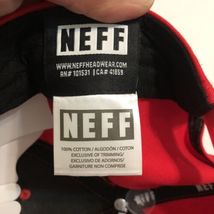 NEFF
WWW.NEFFHEADWEAR.COM
RN# 101531 | CA# 41859
NEFF
100% COTTON / ALGODÓN / COTON
EXCLUSIVE OF TRIMMING/
EXCLUSIVO DE ADORNOS/
GARNITURE NON COMPRIS